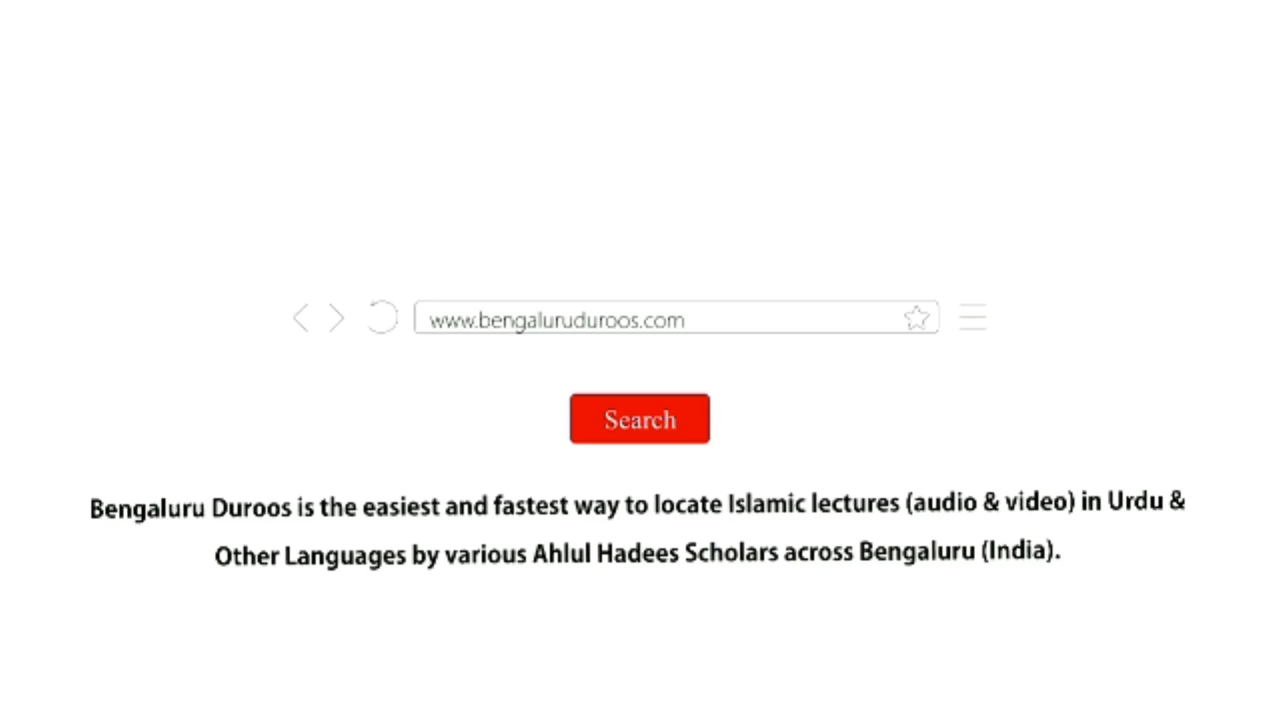 www.bengaluruduroos.com
Search
Bengaluru Duroos is the easiest and fastest way to locate Islamic lectures (audio & video) in Urdu &
Other Languages by various Ahlul Hadees Scholars across Bengaluru (India).